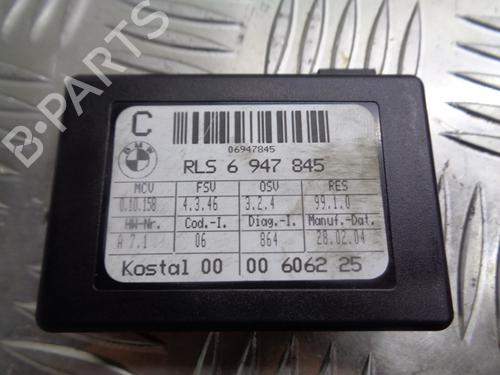 B-PARTS
C
BMW
06947845
RLS 6 947 845
MCV FSV OSV RES
0.10.158 4.3.46 3.2.4 99.1.0
HW-Nr. Cod.-I. Diag.-I. Manuf.-Dat.
A 7.1 06 864 28.02.04
Kostal 00 00 6062 25